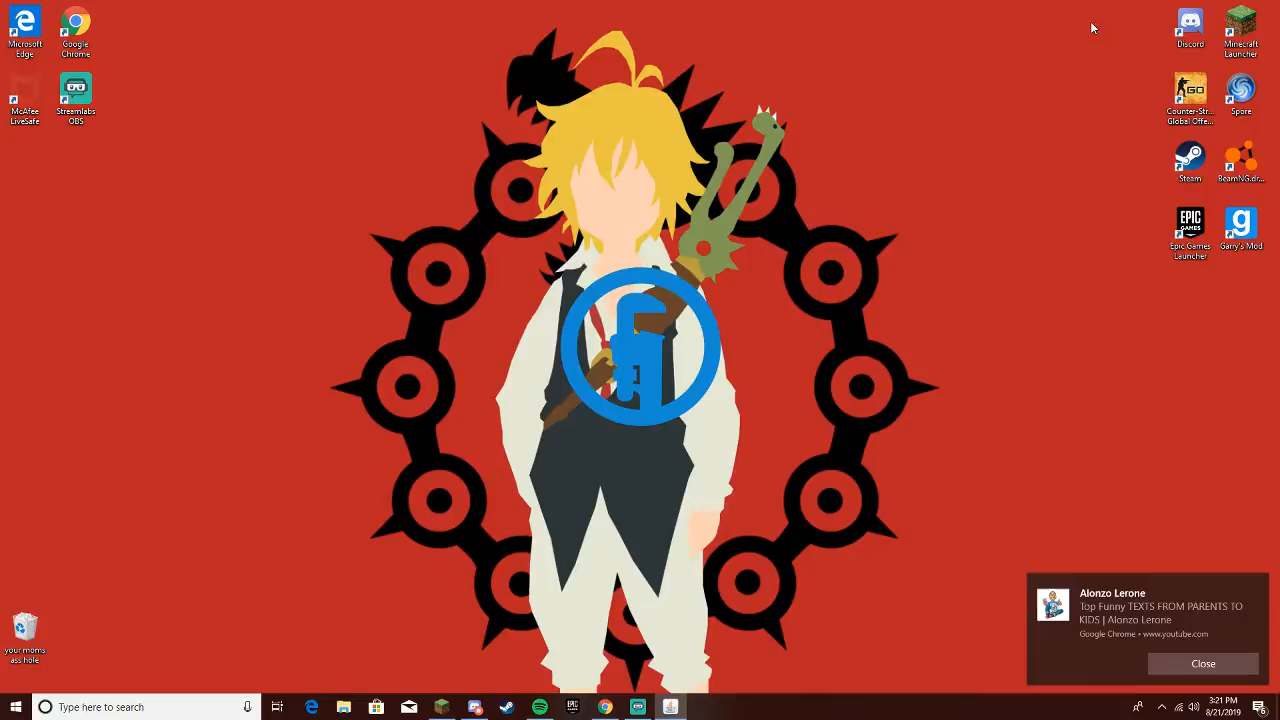 Microsoft
Edge
Google
Chrome
McAfee
LiveSafe
Streamlabs
OBS
Discord
Minecraft
Launcher
GO
Counter-Str...
Global Offe...
Spore
Steam
BeamNG.dr...
EPIC
GAMES
Epic Games
Launcher
g
Garry's Mod
your moms
ass hole
Alonzo Lerone
Top Funny TEXTS FROM PARENTS TO
KIDS | Alonzo Lerone
Google Chrome • www.youtube.com
Close
Type here to search
3:21 PM
8/21/2019
6